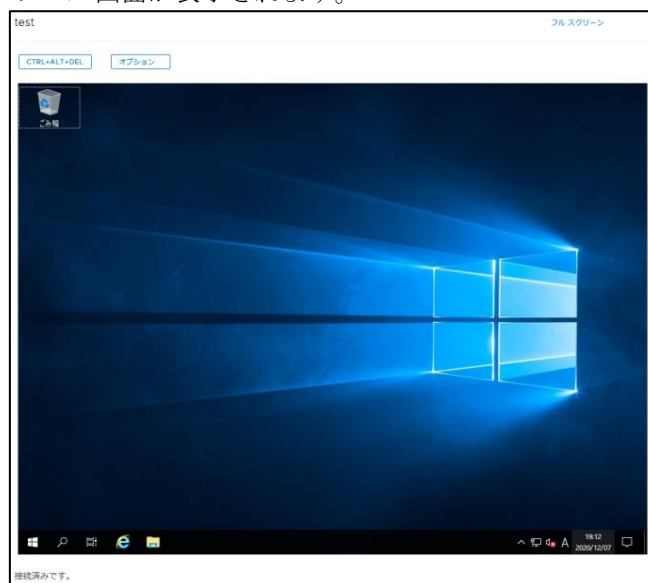 画面が表示されます。
test
フル スクリーン
CTRL+ALT+DEL
オプション
ごみ箱
A
19:12
2020/12/07
接続済みです。